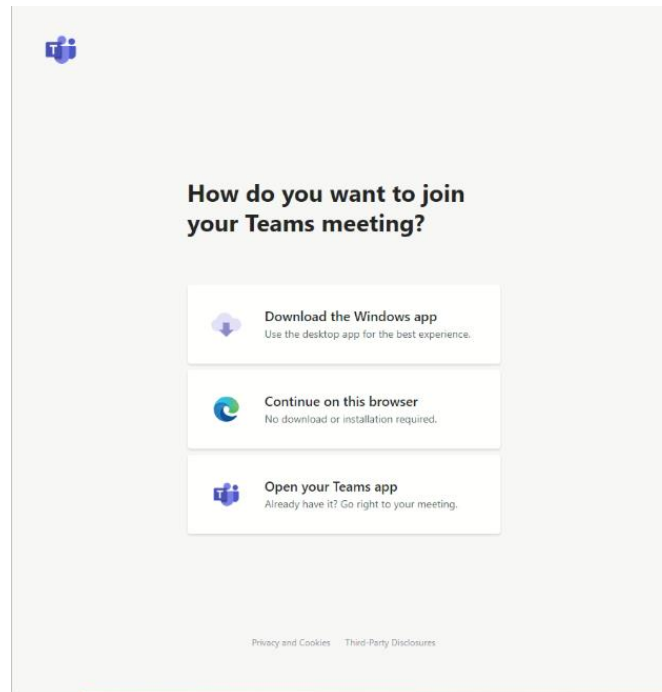 T
How do you want to join
your Teams meeting?
Download the Windows app
Use the desktop app for the best experience.
Continue on this browser
No download or installation required.
T
Open your Teams app
Already have it? Go right to your meeting.
Privacy and Cookies Third-Party Disclosures